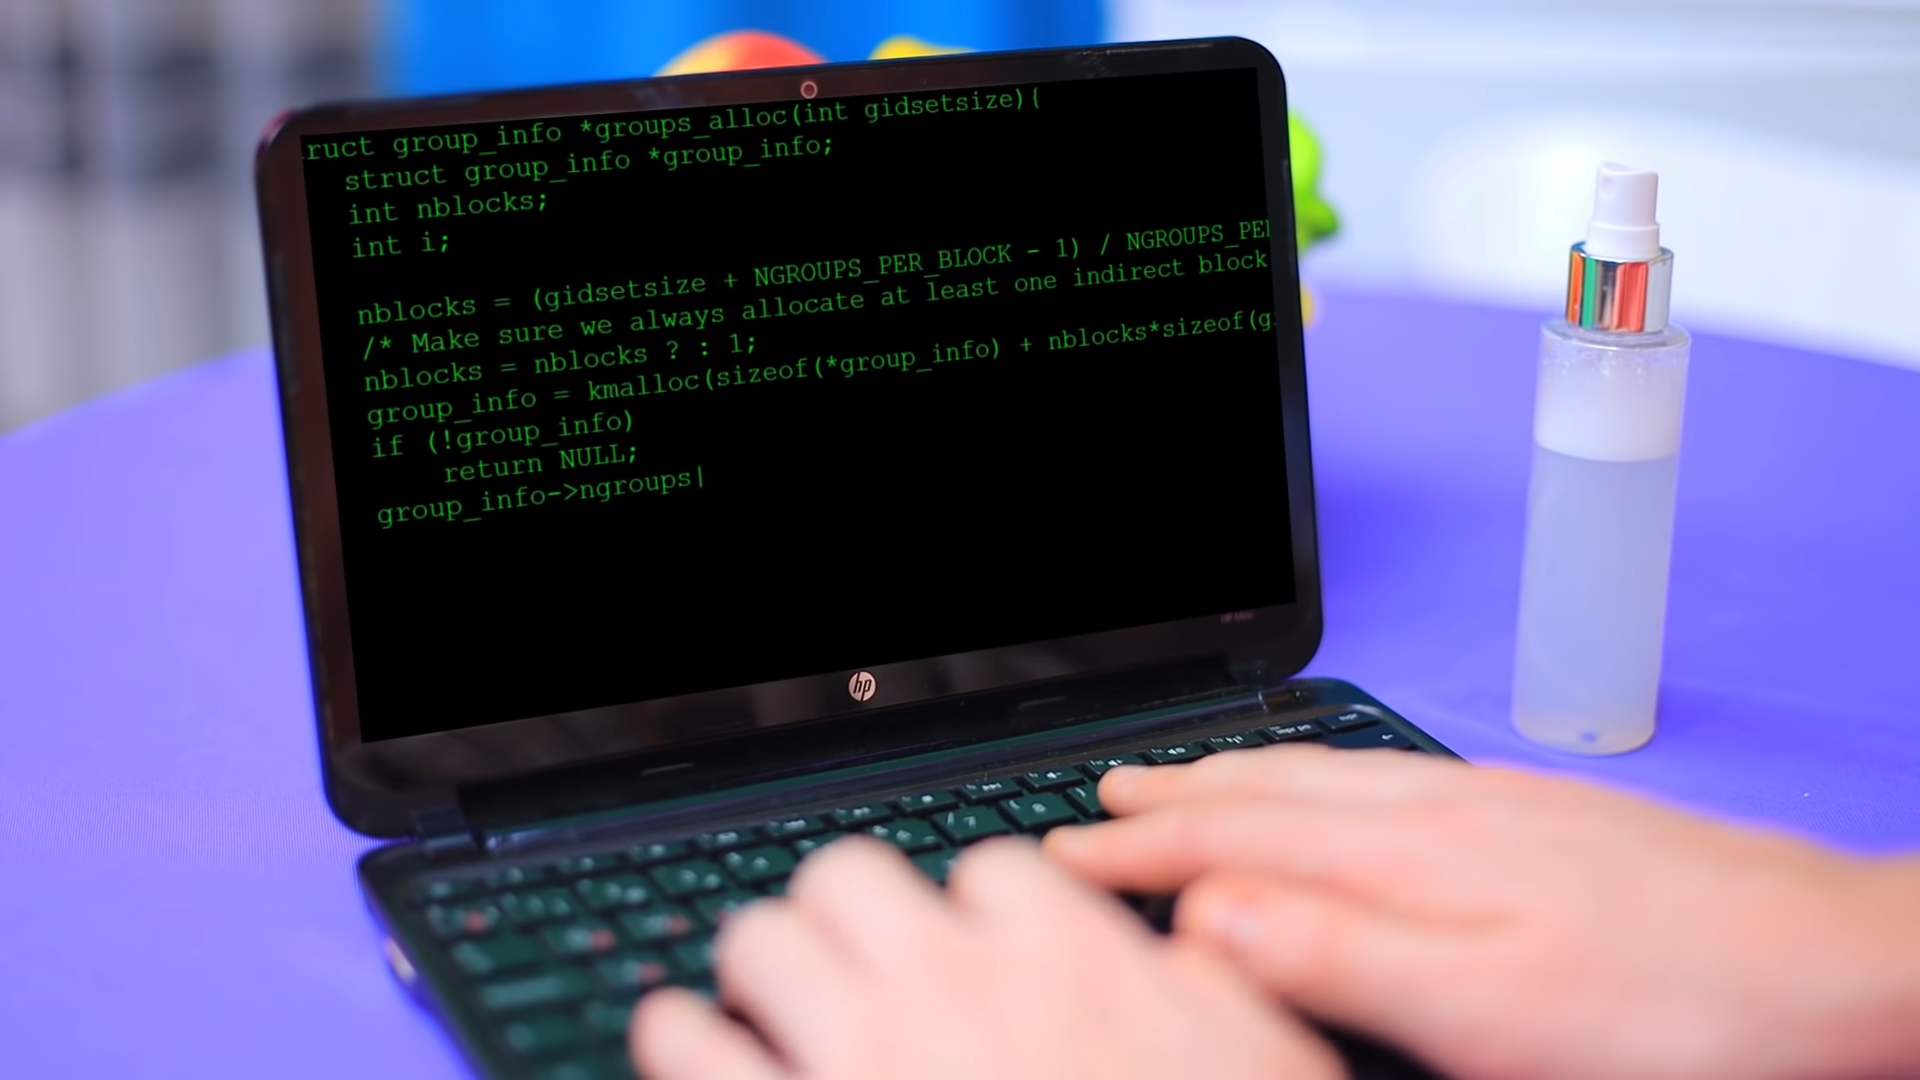 ruct group_info *groups_alloc(int gidsetsize){
struct group_info *group_info;
int nblocks;
int i;
nblocks = (gidsetsize + NGROUPS_PER_BLOCK - 1) / NGROUPS_PE
/* Make sure we always allocate at least one indirect block
nblocks = nblocks ? : 1;
group_info = kmalloc(sizeof(*group_info) + nblocks*sizeof(g
if (!group_info)
return NULL;
group_info->ngroups|
hp